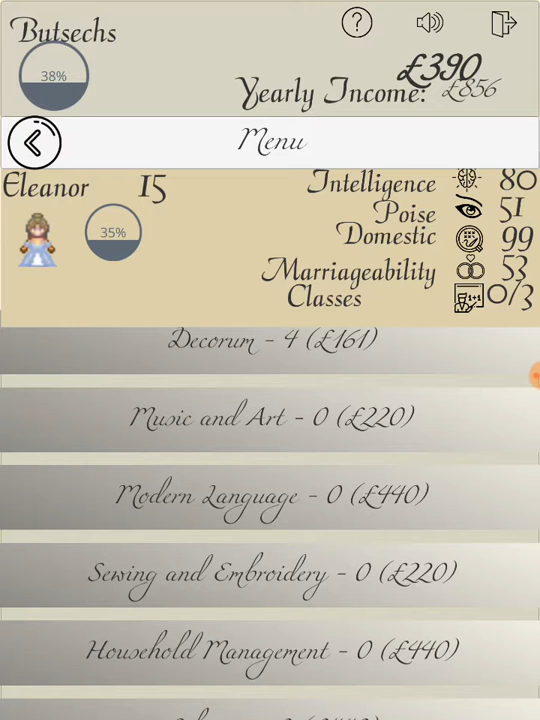 Butsechs
38%
£390
Yearly Income: £856
Menu
Eleanor 15
35%
Intelligence 80
Poise 51
Domestic 99
Marriageability 53
Classes 0/3
Decorum - 4 (£161)
Music and Art - 0 (£220)
Modern Language - 0 (£440)
Sewing and Embroidery - 0 (£220)
Household Management - 0 (£440)